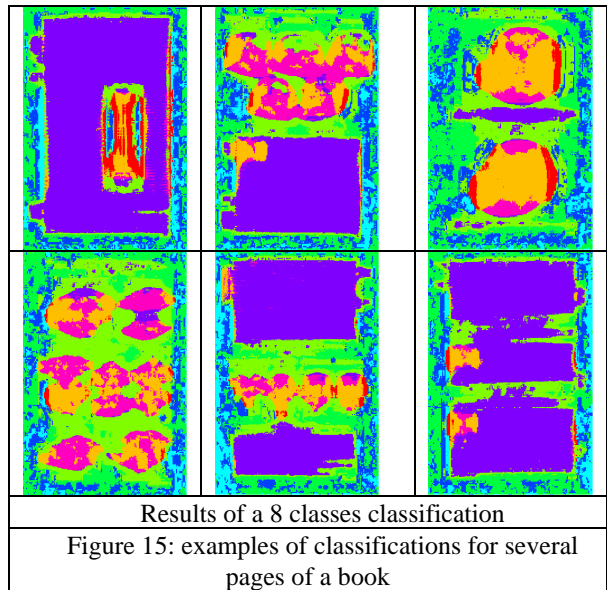 Results of a 8 classes classification
Figure 15: examples of classifications for several
pages of a book